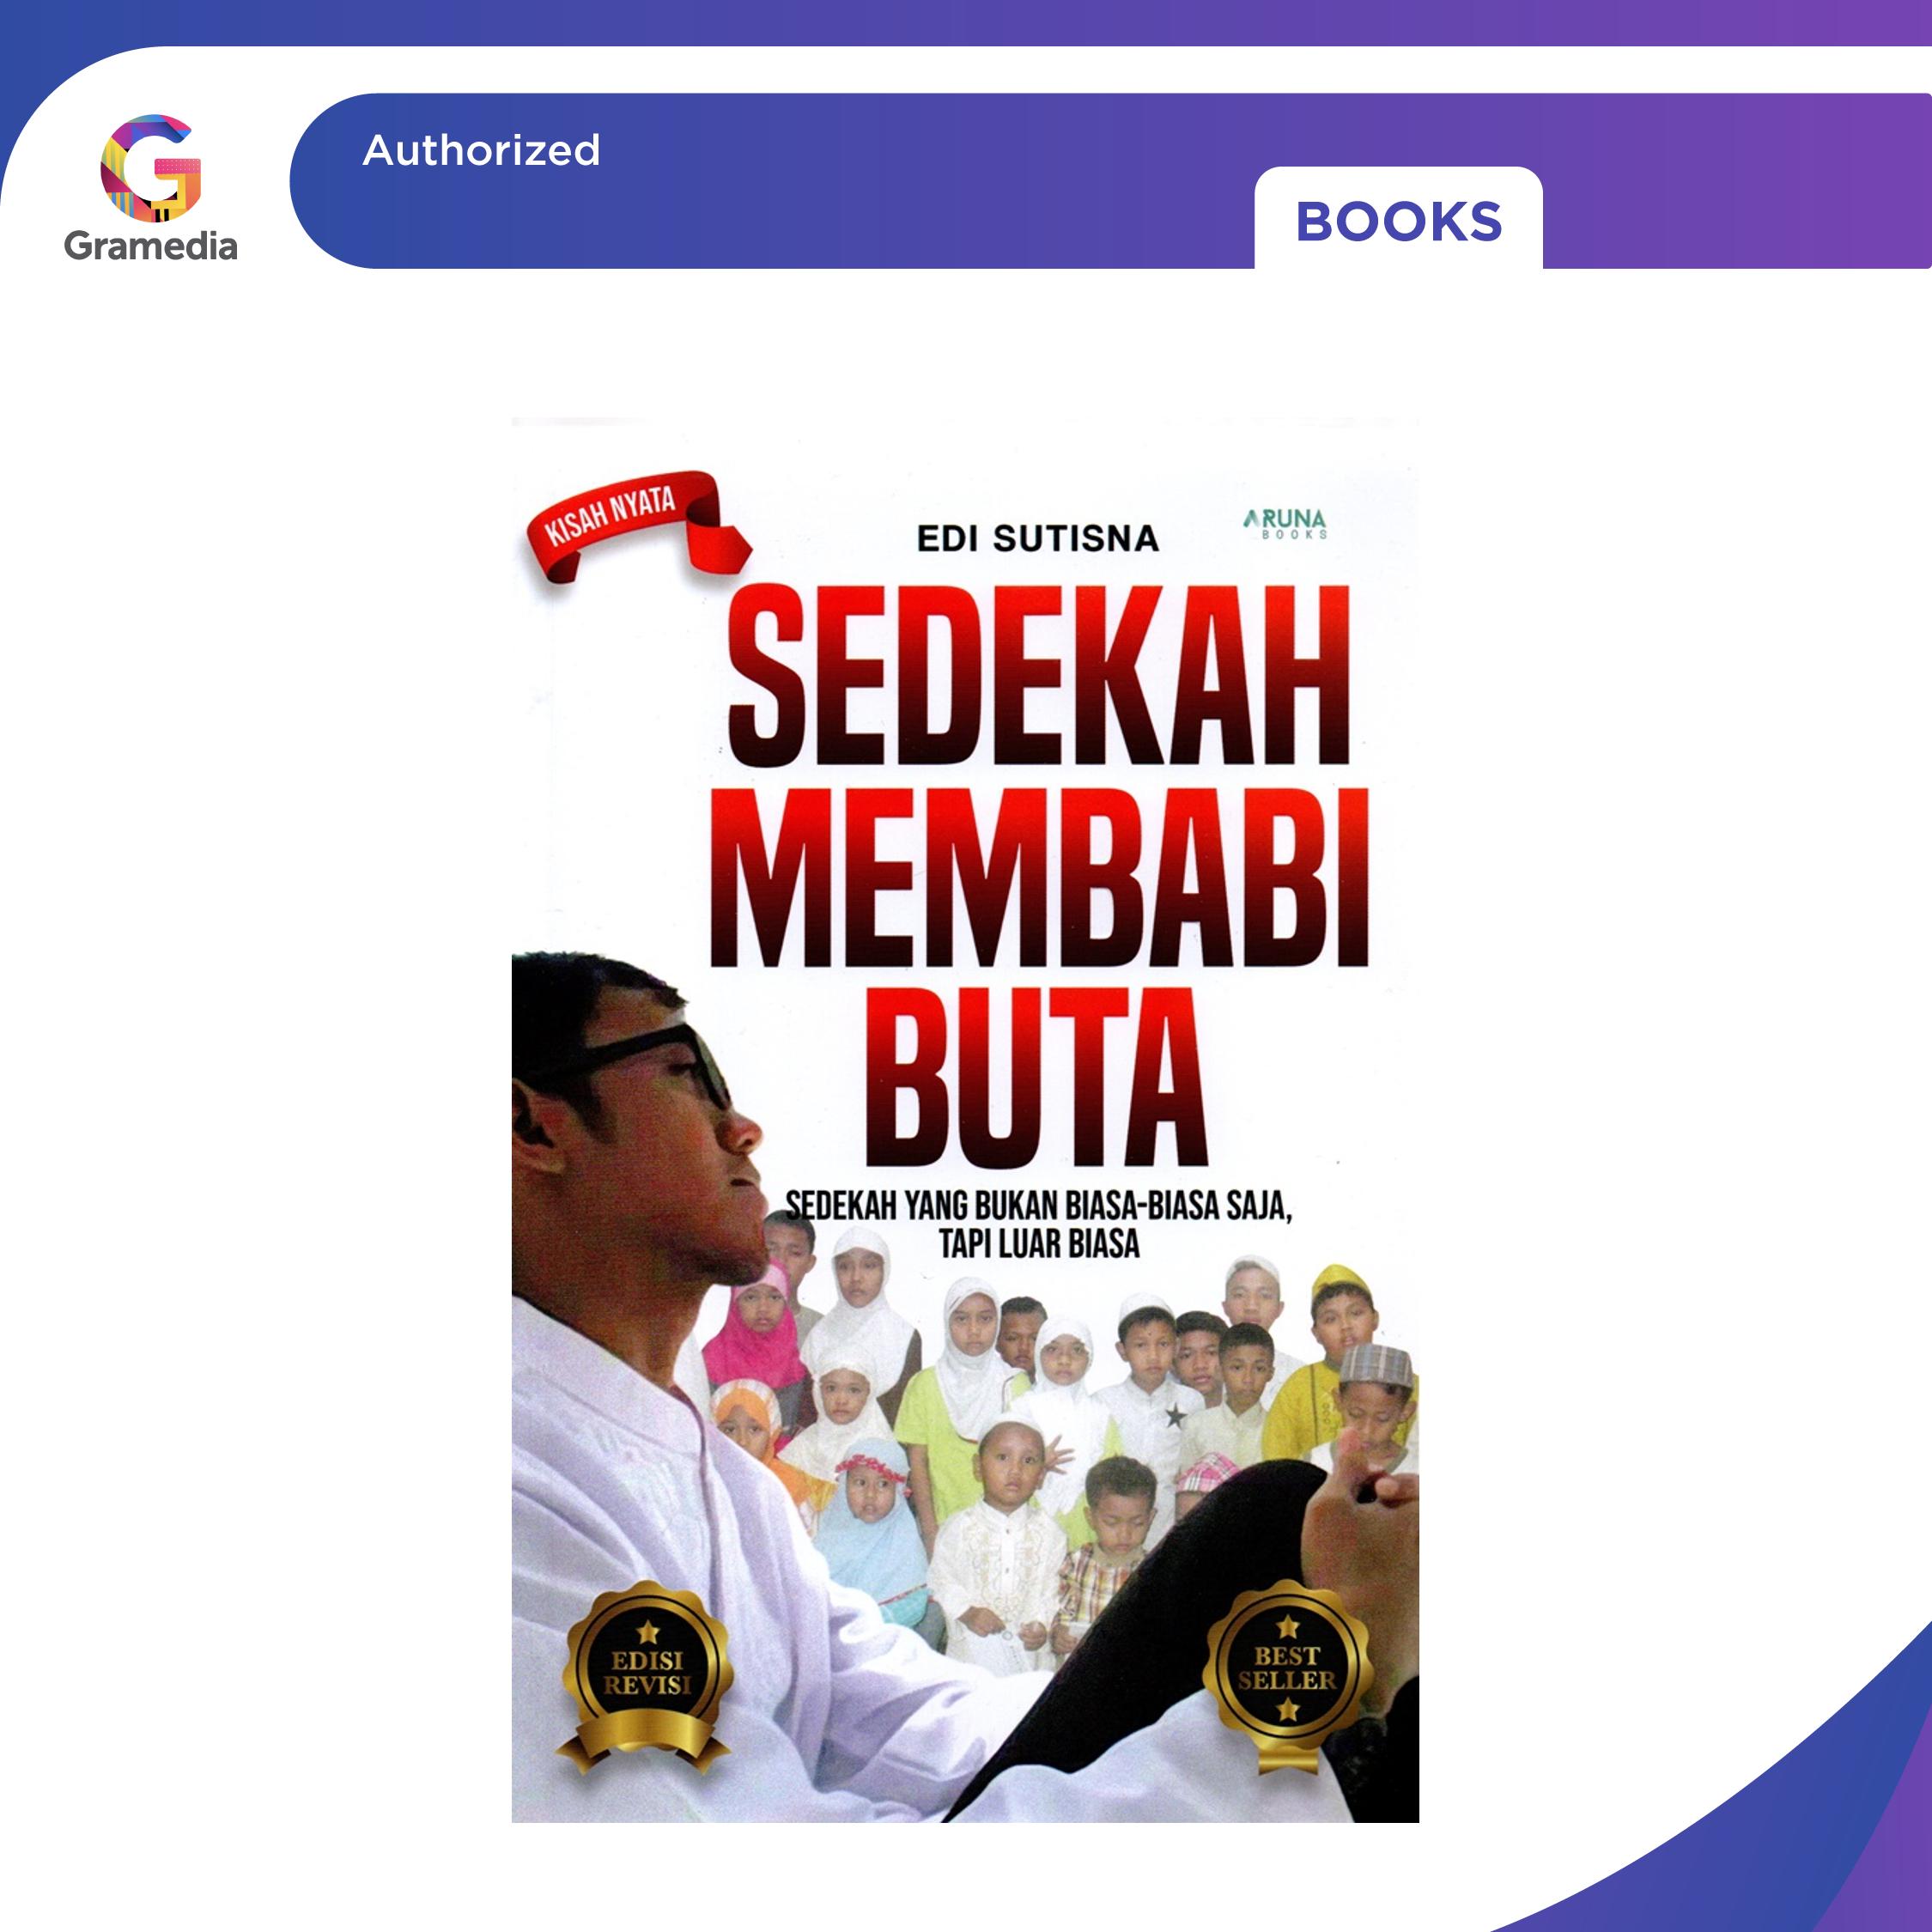 Gramedia
Authorized
BOOKS
KISAH NYATA
EDI SUTISNA
ARUNA
BOOKS
SEDEKAH
MEMBABI
BUTA
SEDEKAH YANG BUKAN BIASA-BIASA SAJA,
TAPI LUAR BIASA
EDISI
REVISI
BEST
SELLER